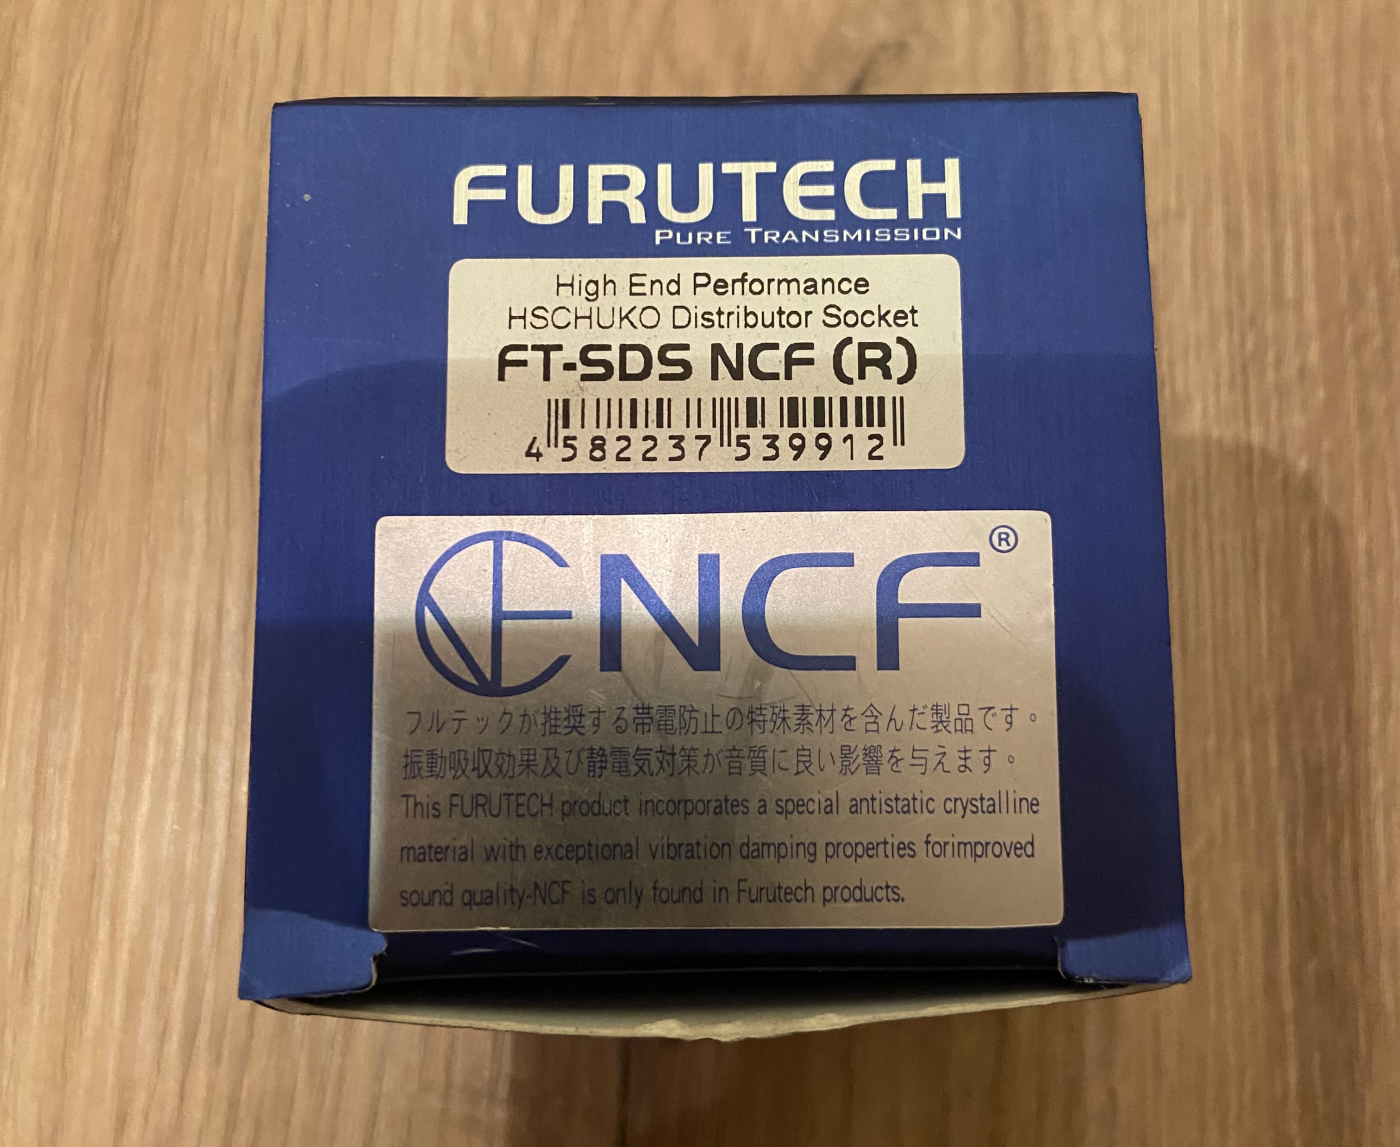 FURUTECH
PURE TRANSMISSION
High End Performance
HSCHUKO Distributor Socket
FT-SDS NCF (R)
4 582237 539912
NCF®
フルテックが推奨する帯電防止の特殊素材を含んだ製品です。
振動吸収効果及び静電気対策が音質に良い影響を与えます。
This FURUTECH product incorporates a special antistatic crystalline
material with exceptional vibration damping properties forimproved
sound quality-NCF is only found in Furutech products.